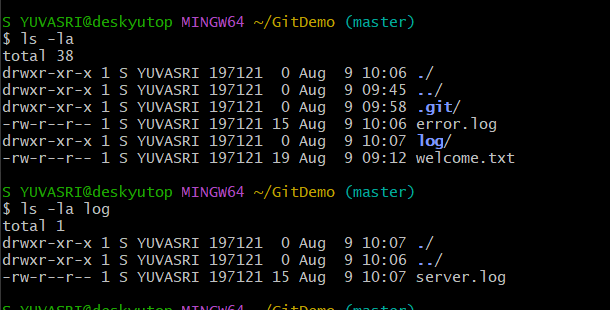 S YUVASRI@deskyutop MINGW64 ~/GitDemo (master)
$ ls -la
total 38
drwxr-xr-x 1 S YUVASRI 197121  0 Aug  9 10:06 ./
drwxr-xr-x 1 S YUVASRI 197121  0 Aug  9 09:45 ../
drwxr-xr-x 1 S YUVASRI 197121  0 Aug  9 09:58 .git/
-rw-r--r-- 1 S YUVASRI 197121 15 Aug  9 10:06 error.log
drwxr-xr-x 1 S YUVASRI 197121  0 Aug  9 10:07 log/
-rw-r--r-- 1 S YUVASRI 197121 19 Aug  9 09:12 welcome.txt
S YUVASRI@deskyutop MINGW64 ~/GitDemo (master)
$ ls -la log
total 1
drwxr-xr-x 1 S YUVASRI 197121  0 Aug  9 10:07 ./
drwxr-xr-x 1 S YUVASRI 197121  0 Aug  9 10:06 ../
-rw-r--r-- 1 S YUVASRI 197121 15 Aug  9 10:07 server.log
S YUVASRI@deskyutop MINGW64 ~/GitDemo (master)